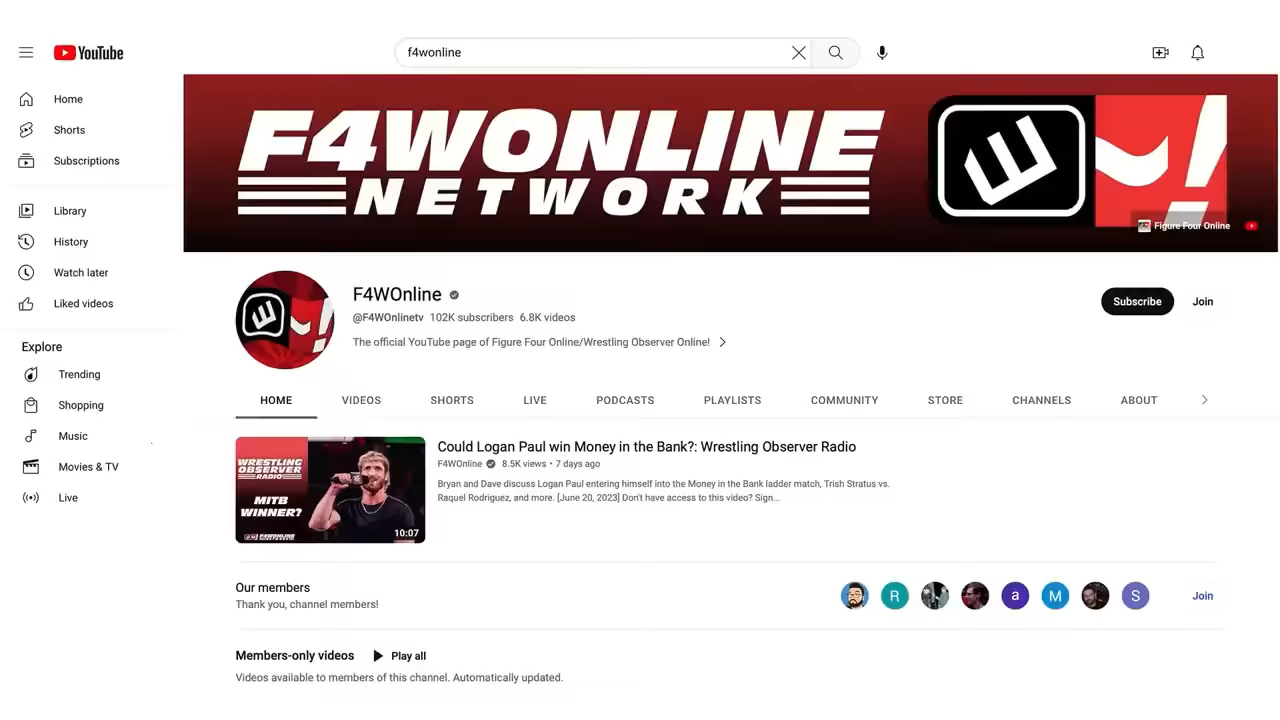 YouTube
f4wonline
Home
Shorts
Subscriptions
Library
History
Watch later
Liked videos
Explore
Trending
Shopping
Music
Movies & TV
Live
F4WONLINE
NETWORK
Figure Four Online
F4WOnline
@F4WOnlinetv 102K subscribers 6.8K videos
The official YouTube page of Figure Four Online/Wrestling Observer Online!
Subscribe
Join
HOME VIDEOS SHORTS LIVE PODCASTS PLAYLISTS COMMUNITY STORE CHANNELS ABOUT
WRESTLING
OBSERVER
RADIO
MITB
WINNER?
F4WONLINE
NETWORK
10:07
Could Logan Paul win Money in the Bank?: Wrestling Observer Radio
F4WOnline 8.5K views • 7 days ago
Bryan and Dave discuss Logan Paul entering himself into the Money in the Bank ladder match, Trish Stratus vs.
Raquel Rodriguez, and more. [June 20, 2023] Don't have access to this video? Sign...
Our members
Thank you, channel members!
R a M S
Join
Members-only videos Play all
Videos available to members of this channel. Automatically updated.